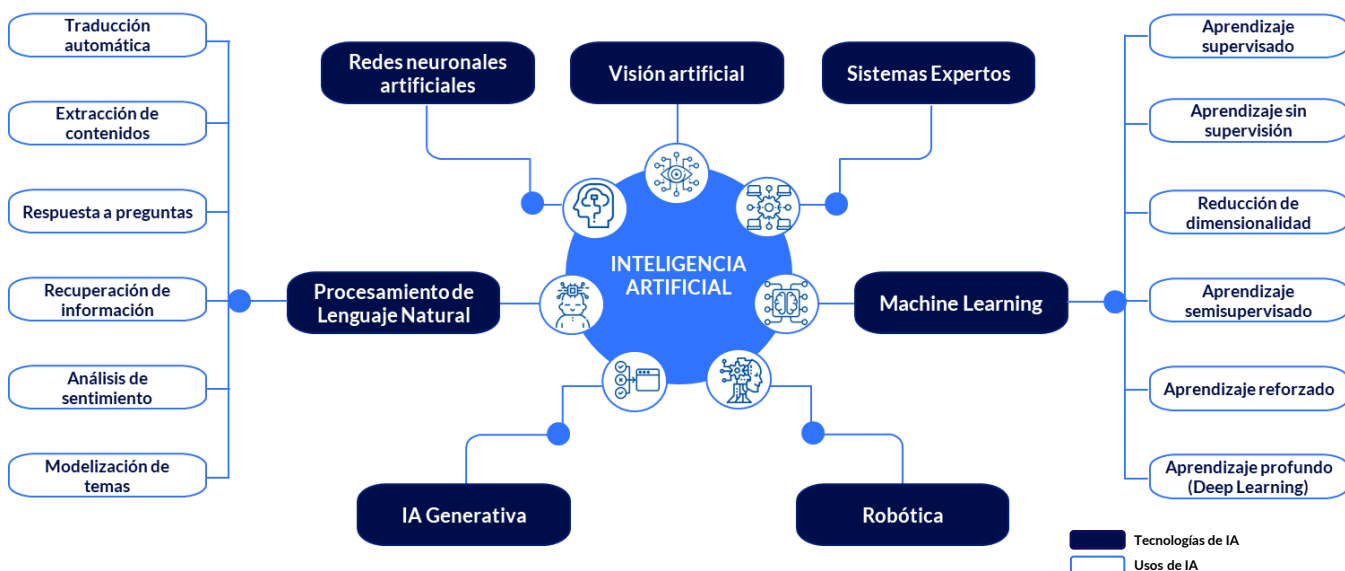 Traducción
automática
Extracción de
contenidos
Respuesta a preguntas
Recuperación de
información
Análisis de
sentimiento
Modelización de
temas
Procesamiento de
Lenguaje Natural
Redes neuronales
artificiales
Visión artificial
Sistemas Expertos
INTELIGENCIA
ARTIFICIAL
Machine Learning
IA Generativa
Robótica
Aprendizaje
supervisado
Aprendizaje sin
supervisión
Reducción de
dimensionalidad
Aprendizaje
semisupervisado
Aprendizaje reforzado
Aprendizaje profundo
(Deep Learning)
Tecnologías de IA
Usos de IA